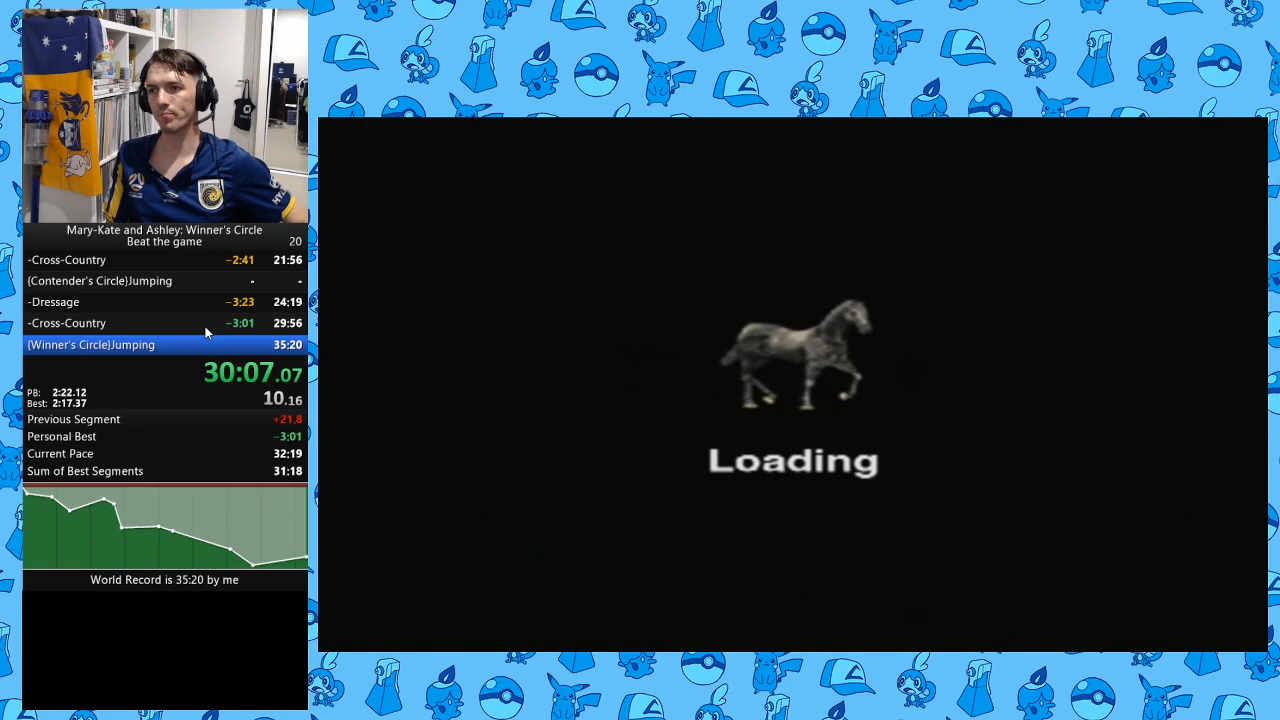 Mary-Kate and Ashley: Winner's Circle
Beat the game 20
-Cross-Country −2:41 21:56
{Contender's Circle}Jumping - -
-Dressage −3:23 24:19
-Cross-Country −3:01 29:56
{Winner's Circle}Jumping 35:20
30:07.07
PB: 2:22.12
Best: 2:17.37
10.16
Previous Segment +21.8
Personal Best −3:01
Current Pace 32:19
Sum of Best Segments 31:18
World Record is 35:20 by me
Loading